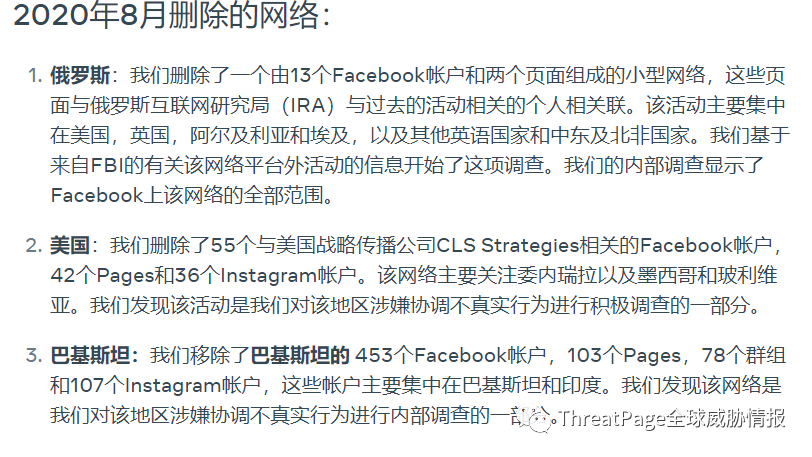 2020年8月删除的网络：
1. 俄罗斯：我们删除了一个由13个Facebook帐户和两个页面组成的小型网络，这些页
面与俄罗斯互联网研究局（IRA）与过去的活动相关的个人相关联。该活动主要集中
在美国，英国，阿尔及利亚和埃及，以及其他英语国家和中东及北非国家。我们基于
来自FBI的有关该网络平台外活动的信息开始了这项调查。我们的内部调查显示了
Facebook上该网络的全部范围。
2. 美国：我们删除了55个与美国战略传播公司CLS Strategies相关的Facebook帐户，
42个Pages和36个Instagram帐户。该网络主要关注委内瑞拉以及墨西哥和玻利维
亚。我们发现该活动是我们对该地区涉嫌协调不真实行为进行积极调查的一部分。
3. 巴基斯坦：我们移除了巴基斯坦的 453个Facebook帐户，103个Pages，78个群组
和107个Instagram帐户，这些帐户主要集中在巴基斯坦和印度。我们发现该网络是
我们对该地区涉嫌协调不真实行为进行内部调查的一部分。
ThreatPage全球威胁情报